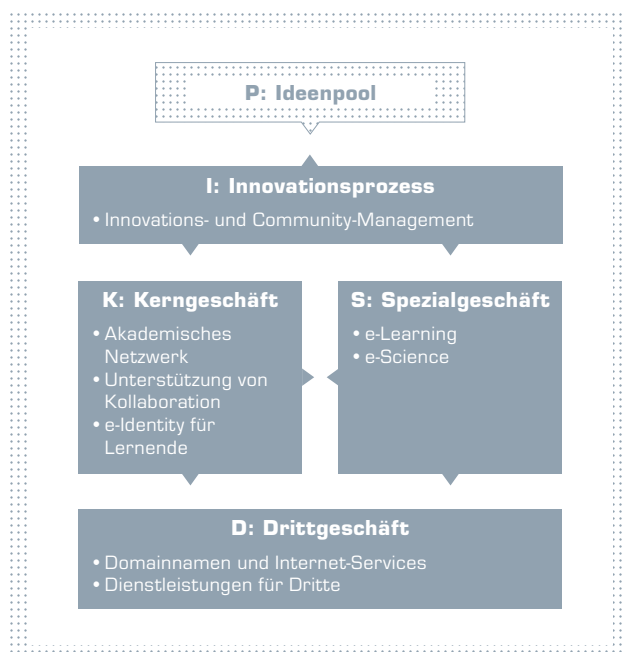 P: Ideenpool
I: Innovationsprozess
• Innovations- und Community-Management
K: Kerngeschäft
• Akademisches
Netzwerk
• Unterstützung von
Kollaboration
• e-Identity für
Lernende
S: Spezialgeschäft
• e-Learning
• e-Science
D: Drittgeschäft
• Domainnamen und Internet-Services
• Dienstleistungen für Dritte